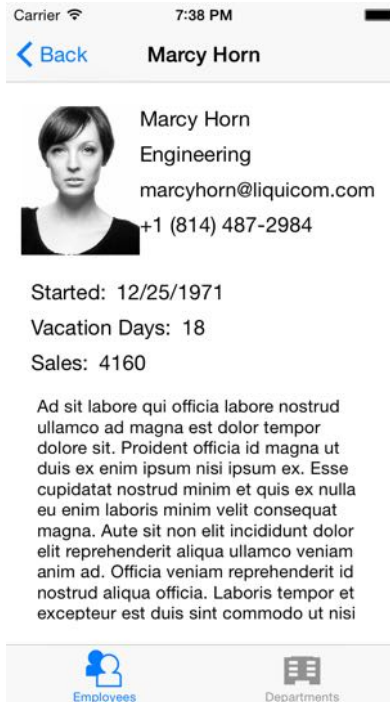 Carrier 7:38 PM
Back Marcy Horn
Marcy Horn
Engineering
marcyhorn@liquicom.com
+1 (814) 487-2984
Started: 12/25/1971
Vacation Days: 18
Sales: 4160
Ad sit labore qui officia labore nostrud
ullamco ad magna est dolor tempor
dolore sit. Proident officia id magna ut
duis ex enim ipsum nisi ipsum ex. Esse
cupidatat nostrud minim et quis ex nulla
eu enim laboris minim velit consequat
magna. Aute sit non elit incididunt dolor
elit reprehenderit aliqua ullamco veniam
anim ad. Officia veniam reprehenderit id
nostrud aliqua officia. Laboris tempor et
excepteur est duis sint commodo ut nisi
Employees Departments